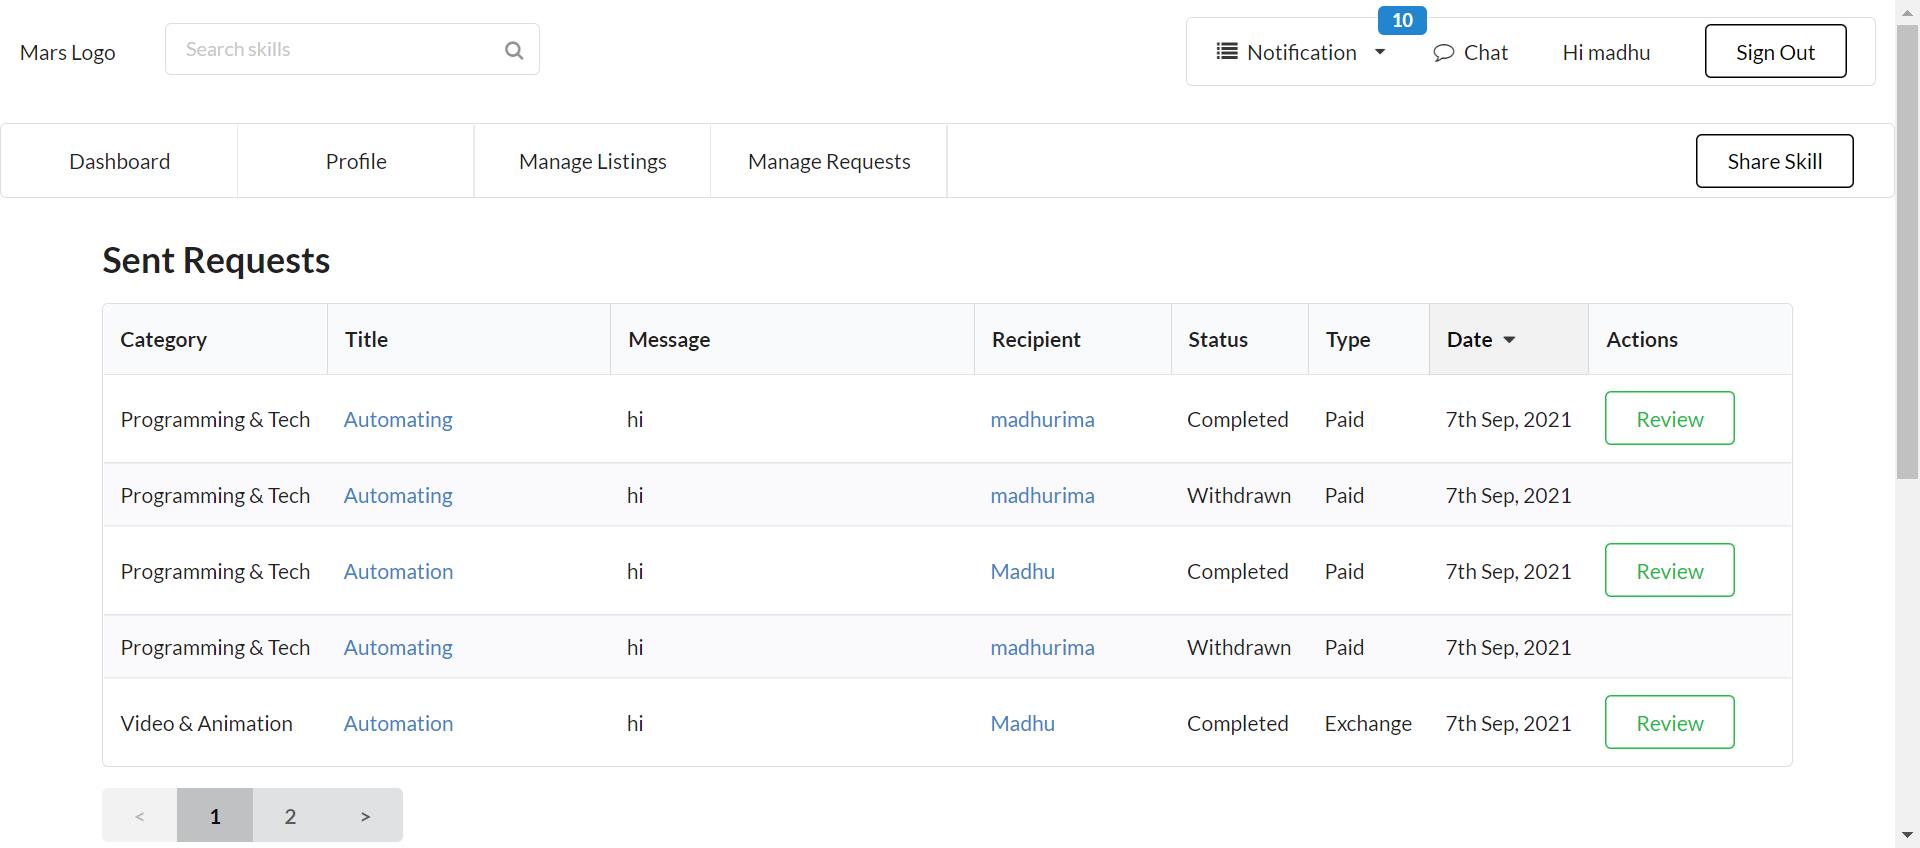 10
Mars Logo Search skills Notification Chat Hi madhu Sign Out
Dashboard Profile Manage Listings Manage Requests Share Skill
Sent Requests
Category Title Message Recipient Status Type Date Actions
Programming & Tech Automating hi madhurima Completed Paid 7th Sep, 2021 Review
Programming & Tech Automating hi madhurima Withdrawn Paid 7th Sep, 2021
Programming & Tech Automation hi Madhu Completed Paid 7th Sep, 2021 Review
Programming & Tech Automating hi madhurima Withdrawn Paid 7th Sep, 2021
Video & Animation Automation hi Madhu Completed Exchange 7th Sep, 2021 Review
< 1 2 >